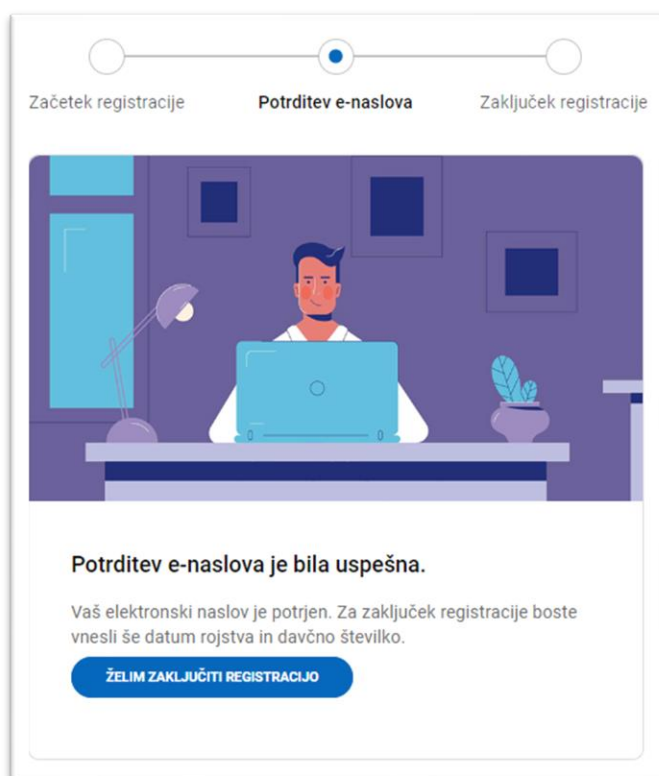 Začetek registracije
Potrditev e-naslova
Zaključek registracije
Potrditev e-naslova je bila uspešna.
Vaš elektronski naslov je potrjen. Za zaključek registracije boste
vnesli še datum rojstva in davčno številko.
ŽELIM ZAKLJUČITI REGISTRACIJO